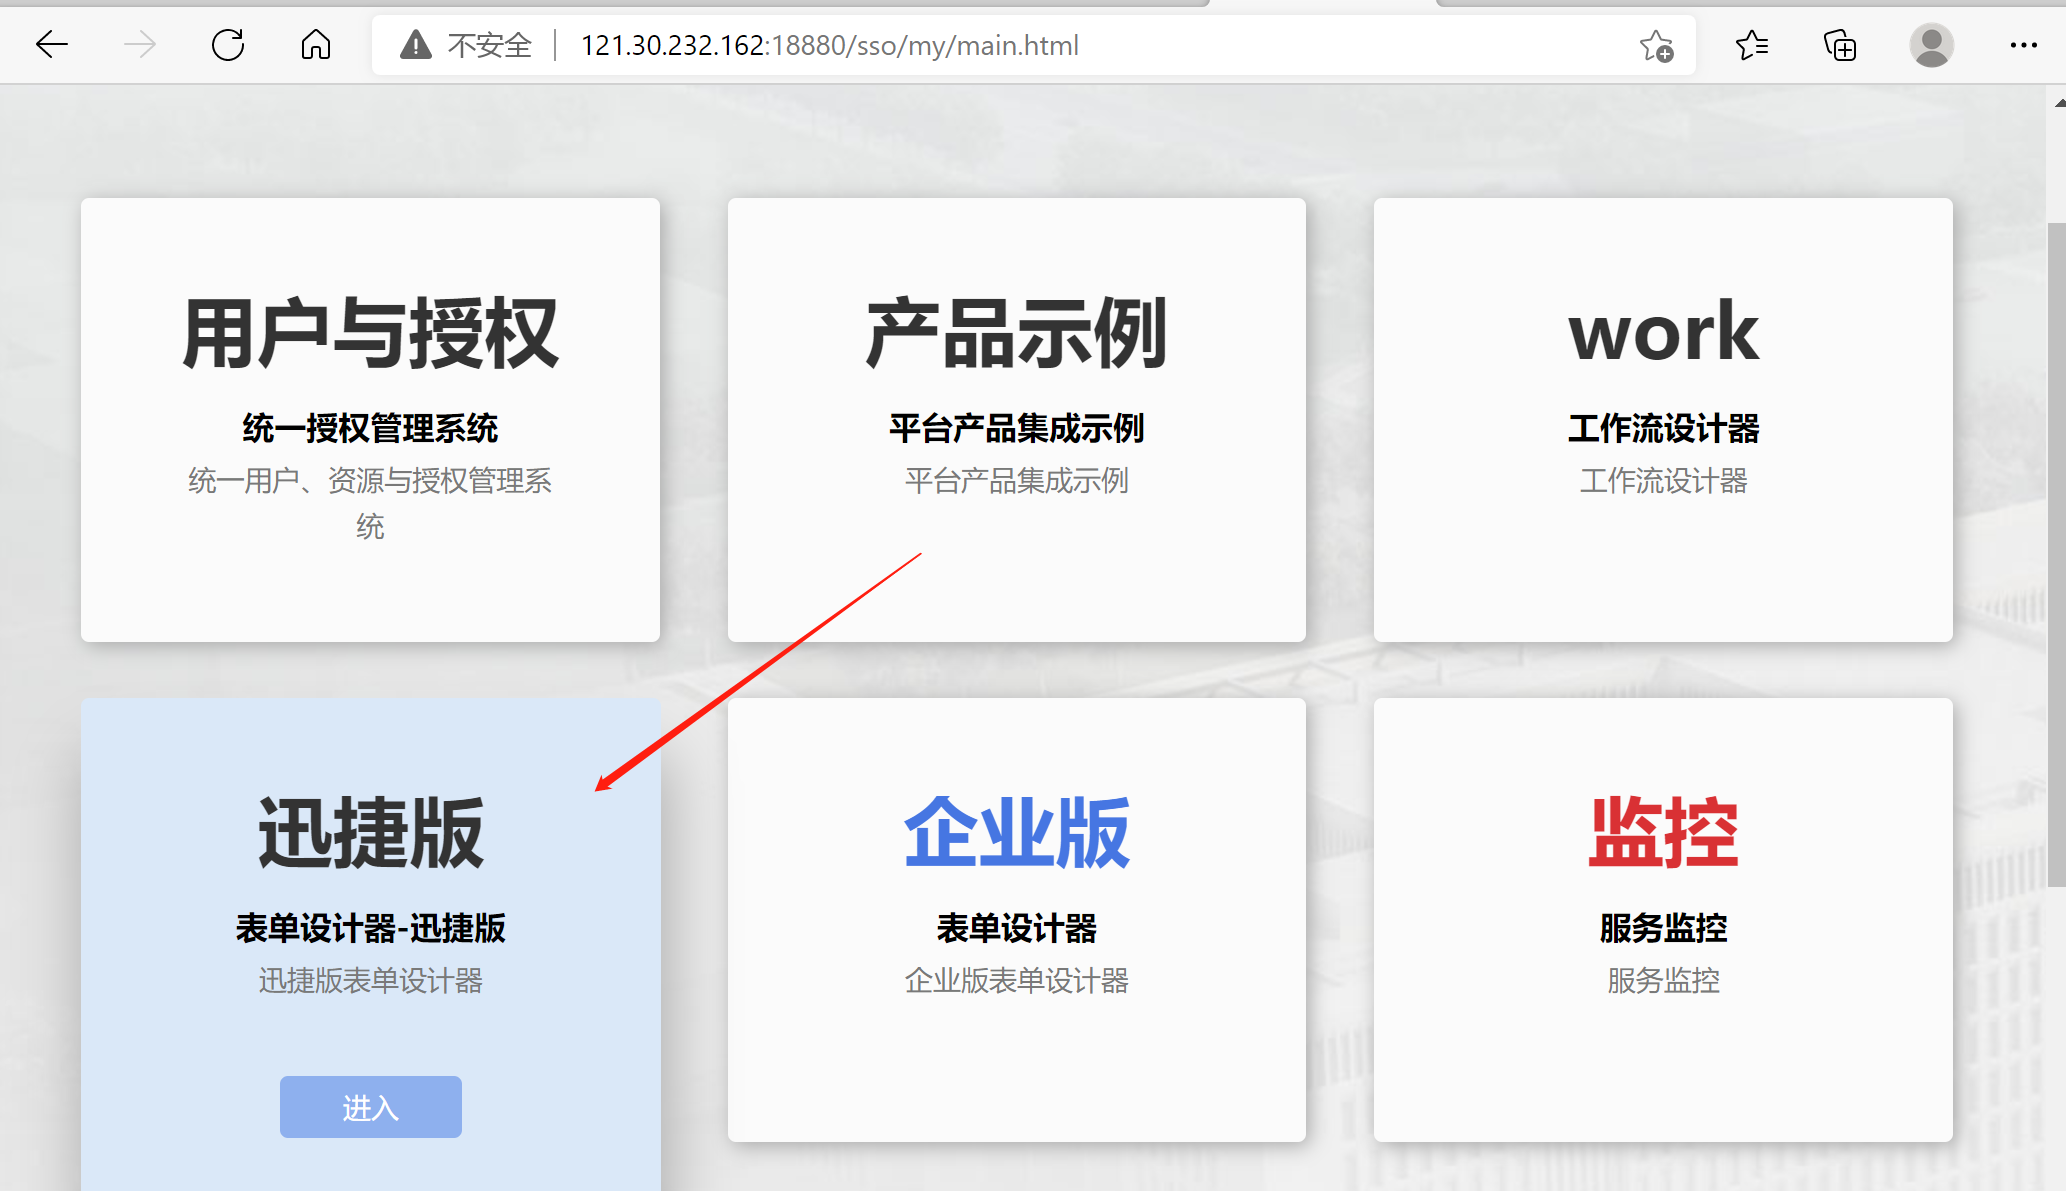 不安全 121.30.232.162:18880/sso/my/main.html
用户与授权
统一授权管理系统
统一用户、资源与授权管理系
统
产品示例
平台产品集成示例
平台产品集成示例
work
工作流设计器
工作流设计器
迅捷版
表单设计器-迅捷版
迅捷版表单设计器
进入
企业版
表单设计器
企业版表单设计器
监控
服务监控
服务监控